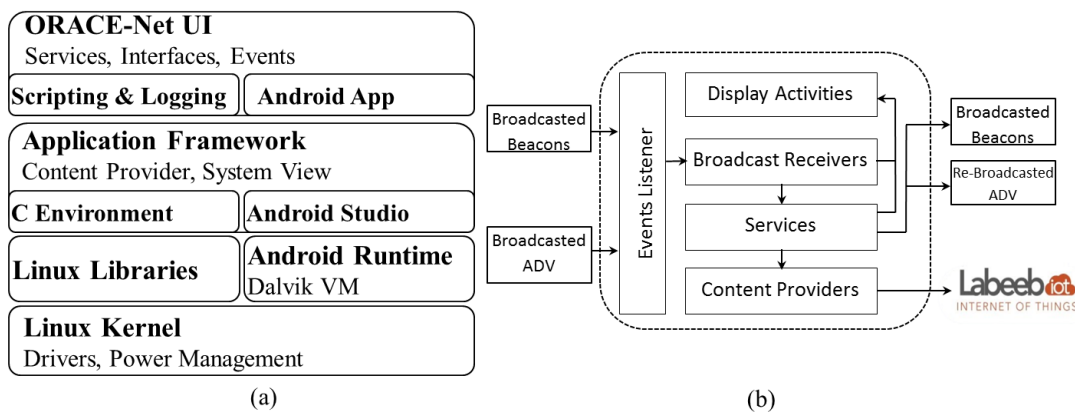 ORACE-Net UI
Services, Interfaces, Events
Scripting & Logging
Android App
Application Framework
Content Provider, System View
C Environment
Android Studio
Linux Libraries
Android Runtime
Dalvik VM
Linux Kernel
Drivers, Power Management
(a)
Broadcasted
Beacons
Broadcasted
ADV
Events Listener
Display Activities
Broadcast Receivers
Services
Content Providers
Broadcasted
Beacons
Re-Broadcasted
ADV
Labeeb iot
INTERNET OF THINGS
(b)